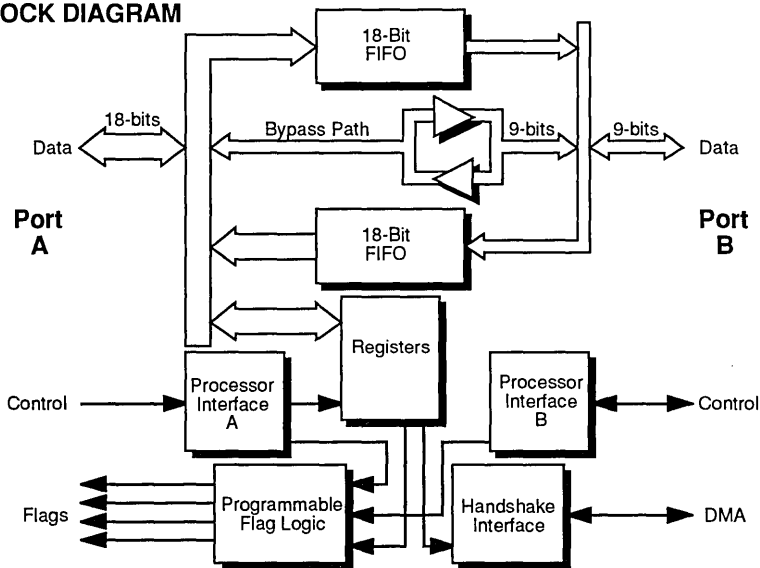 OCK DIAGRAM
18-Bit
FIFO
18-bits
Bypass Path
9-bits
9-bits
Data
Data
Port
A
Port
B
18-Bit
FIFO
Registers
Processor
Interface
A
Processor
Interface
B
Control
Control
Programmable
Flag Logic
Handshake
Interface
Flags
DMA